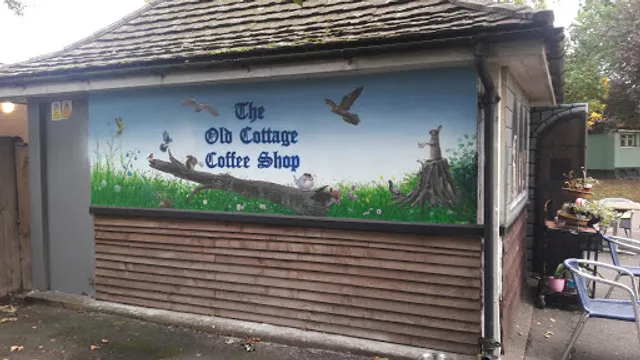 The
Old Cottage
Coffee Shop